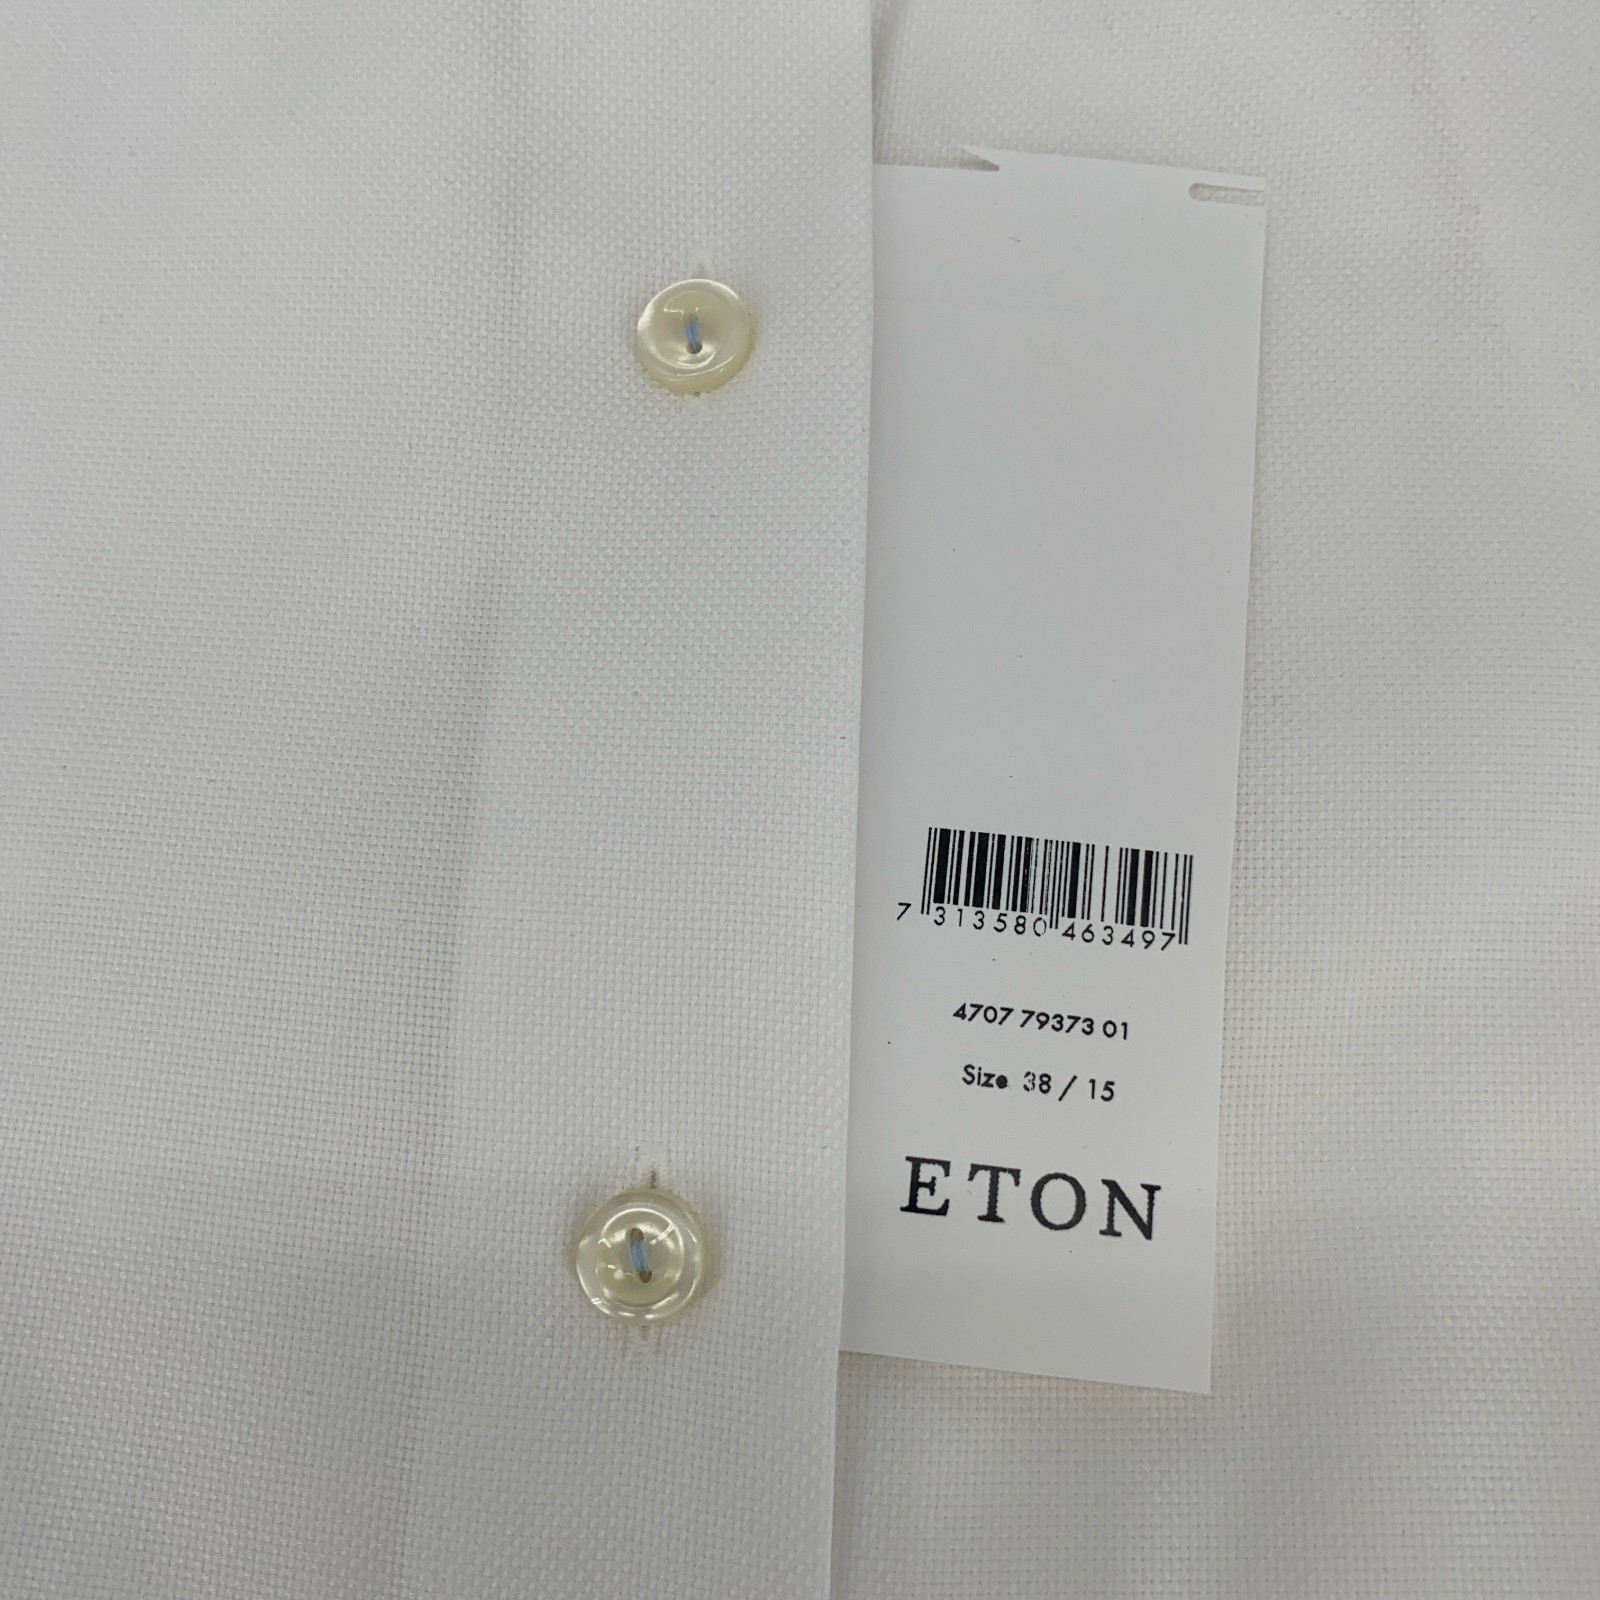 7 313580 463497
4707 79373 01
Size 38 / 15
ETON